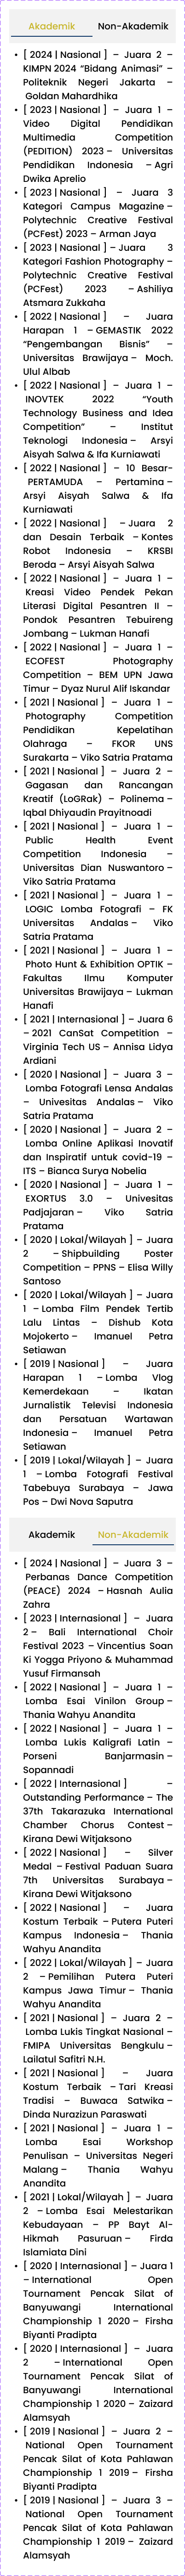 Akademik Non-Akademik
• [ 2024 | Nasional ] – Juara 2 –
KIMPN 2024 “Bidang Animasi” –
Politeknik Negeri Jakarta –
Goldan Mahardhika
• [ 2023 | Nasional ] – Juara 1 –
Video Digital Pendidikan
Multimedia Competition
(PEDITION) 2023 – Universitas
Pendidikan Indonesia – Agri
Dwika Aprelio
• [ 2023 | Nasional ] – Juara 3
Kategori Campus Magazine –
Polytechnic Creative Festival
(PCFest) 2023 – Arman Jaya
• [ 2023 | Nasional ] – Juara 3
Kategori Fashion Photography –
Polytechnic Creative Festival
(PCFest) 2023 – Ashiliya
Atsmara Zukkaha
• [ 2022 | Nasional ] – Juara
Harapan 1 – GEMASTIK 2022
“Pengembangan Bisnis” –
Universitas Brawijaya – Moch.
Ulul Albab
• [ 2022 | Nasional ] – Juara 1 –
INOVTEK 2022 “Youth
Technology Business and Idea
Competition” – Institut
Teknologi Indonesia – Arsyi
Aisyah Salwa & Ifa Kurniawati
• [ 2022 | Nasional ] – 10 Besar-
PERTAMUDA – Pertamina –
Arsyi Aisyah Salwa & Ifa
Kurniawati
• [ 2022 | Nasional ] – Juara 2
dan Desain Terbaik – Kontes
Robot Indonesia – KRSBI
Beroda – Arsyi Aisyah Salwa
• [ 2022 | Nasional ] – Juara 1 –
Kreasi Video Pendek Pekan
Literasi Digital Pesantren II –
Pondok Pesantren Tebuireng
Jombang – Lukman Hanafi
• [ 2022 | Nasional ] – Juara 1 –
ECOFEST Photography
Competition – BEM UPN Jawa
Timur – Dyaz Nurul Alif Iskandar
• [ 2021 | Nasional ] – Juara 1 –
Photography Competition
Pendidikan Kepelatihan
Olahraga – FKOR UNS
Surakarta – Viko Satria Pratama
• [ 2021 | Nasional ] – Juara 2 –
Gagasan dan Rancangan
Kreatif (LoGRak) – Polinema –
Iqbal Dhiyaudin Prayitnoadi
• [ 2021 | Nasional ] – Juara 1 –
Public Health Event
Competition Indonesia –
Universitas Dian Nuswantoro –
Viko Satria Pratama
• [ 2021 | Nasional ] – Juara 1 –
LOGIC Lomba Fotografi – FK
Universitas Andalas – Viko
Satria Pratama
• [ 2021 | Nasional ] – Juara 1 –
Photo Hunt & Exhibition OPTIK –
Fakultas Ilmu Komputer
Universitas Brawijaya – Lukman
Hanafi
• [ 2021 | Internasional ] – Juara 6
– 2021 CanSat Competition –
Virginia Tech US – Annisa Lidya
Ardiani
• [ 2020 | Nasional ] – Juara 3 –
Lomba Fotografi Lensa Andalas
– Univesitas Andalas – Viko
Satria Pratama
• [ 2020 | Nasional ] – Juara 2 –
Lomba Online Aplikasi Inovatif
dan Inspiratif untuk covid-19 –
ITS – Bianca Surya Nobelia
• [ 2020 | Nasional ] – Juara 1 –
EXORTUS 3.0 – Univesitas
Padjajaran – Viko Satria
Pratama
• [ 2020 | Lokal/Wilayah ] – Juara
2 – Shipbuilding Poster
Competition – PPNS – Elisa Willy
Santoso
• [ 2020 | Lokal/Wilayah ] – Juara
1 – Lomba Film Pendek Tertib
Lalu Lintas – Dishub Kota
Mojokerto – Imanuel Petra
Setiawan
• [ 2019 | Nasional ] – Juara
Harapan 1 – Lomba Vlog
Kemerdekaan – Ikatan
Jurnalistik Televisi Indonesia
dan Persatuan Wartawan
Indonesia – Imanuel Petra
Setiawan
• [ 2019 | Lokal/Wilayah ] – Juara
1 – Lomba Fotografi Festival
Tabebuya Surabaya – Jawa
Pos – Dwi Nova Saputra
Akademik Non-Akademik
• [ 2024 | Nasional ] – Juara 3 –
Perbanas Dance Competition
(PEACE) 2024 – Hasnah Aulia
Zahra
• [ 2023 | Internasional ] – Juara
2 – Bali International Choir
Festival 2023 – Vincentius Soan
Ki Yogga Priyono & Muhammad
Yusuf Firmansah
• [ 2022 | Nasional ] – Juara 1 –
Lomba Esai Vinilon Group –
Thania Wahyu Anandita
• [ 2022 | Nasional ] – Juara 1 –
Lomba Lukis Kaligrafi Latin –
Porseni Banjarmasin –
Sopannadi
• [ 2022 | Internasional ] –
Outstanding Performance – The
37th Takarazuka International
Chamber Chorus Contest –
Kirana Dewi Witjaksono
• [ 2022 | Nasional ] – Silver
Medal – Festival Paduan Suara
7th Universitas Surabaya –
Kirana Dewi Witjaksono
• [ 2022 | Nasional ] – Juara
Kostum Terbaik – Putera Puteri
Kampus Indonesia – Thania
Wahyu Anandita
• [ 2022 | Lokal/Wilayah ] – Juara
2 – Pemilihan Putera Puteri
Kampus Jawa Timur – Thania
Wahyu Anandita
• [ 2021 | Nasional ] – Juara 2 –
Lomba Lukis Tingkat Nasional –
FMIPA Universitas Bengkulu –
Lailatul Safitri N.H.
• [ 2021 | Nasional ] – Juara
Kostum Terbaik – Tari Kreasi
Tradisi – Buwaca Satwika –
Dinda Nurazizun Paraswati
• [ 2021 | Nasional ] – Juara 1 –
Lomba Esai Workshop
Penulisan – Universitas Negeri
Malang – Thania Wahyu
Anandita
• [ 2021 | Lokal/Wilayah ] – Juara
2 – Lomba Esai Melestarikan
Kebudayaan – PP Bayt Al-
Hikmah Pasuruan – Firda
Islamiata Dini
• [ 2020 | Internasional ] – Juara 1
– International Open
Tournament Pencak Silat of
Banyuwangi International
Championship 1 2020 – Firsha
Biyanti Pradipta
• [ 2020 | Internasional ] – Juara
2 – International Open
Tournament Pencak Silat of
Banyuwangi International
Championship 1 2020 – Zaizard
Alamsyah
• [ 2019 | Nasional ] – Juara 2 –
National Open Tournament
Pencak Silat of Kota Pahlawan
Championship 1 2019 – Firsha
Biyanti Pradipta
• [ 2019 | Nasional ] – Juara 3 –
National Open Tournament
Pencak Silat of Kota Pahlawan
Championship 1 2019 – Zaizard
Alamsyah